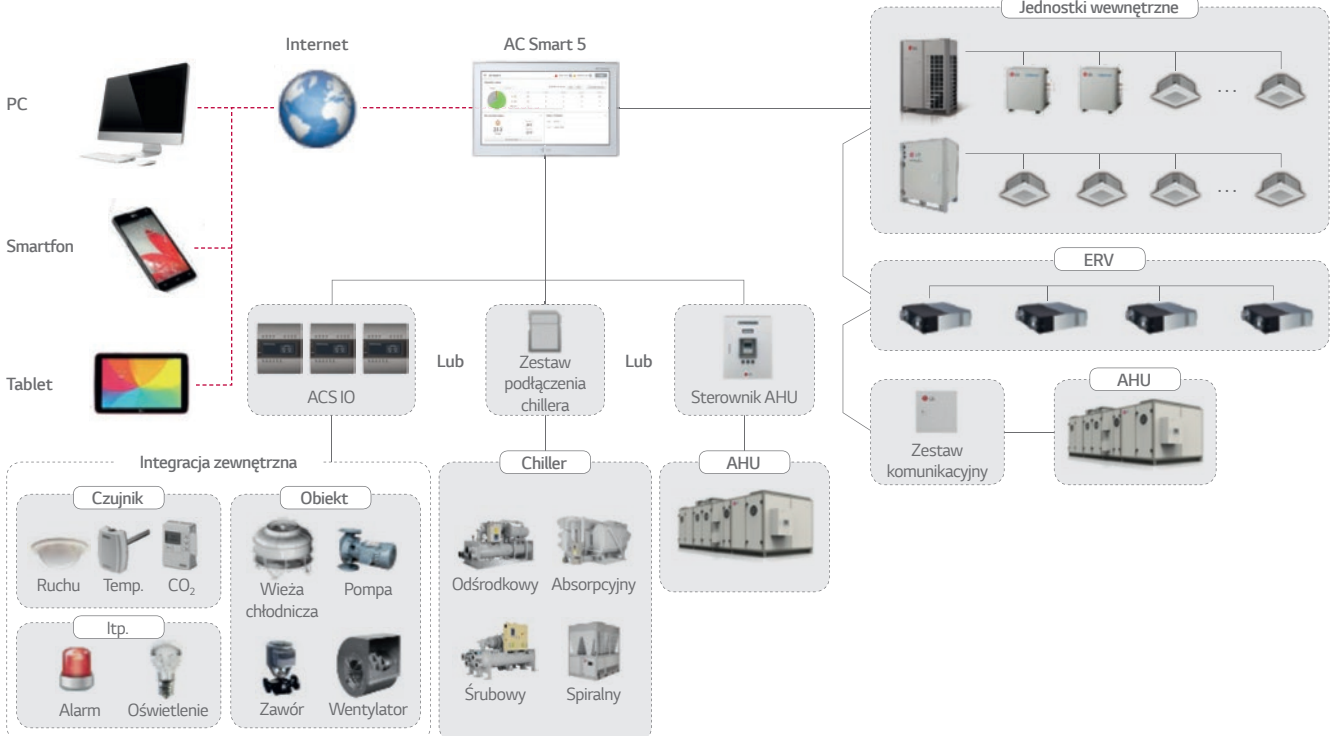 Jednostki wewnętrzne
Internet
AC Smart 5
PC
Smartfon
ERV
Tablet
ACS IO
Lub
Zestaw
podłączenia
chillera
Lub
Sterownik AHU
AHU
Zestaw
komunikacyjny
Integracja zewnętrzna
Chiller
AHU
Czujnik
Obiekt
Ruchu
Temp.
CO₂
Wieża
chłodnicza
Pompa
Odśrodkowy
Absorpcyjny
Itp.
Alarm
Oświetlenie
Zawór
Wentylator
Śrubowy
Spiralny